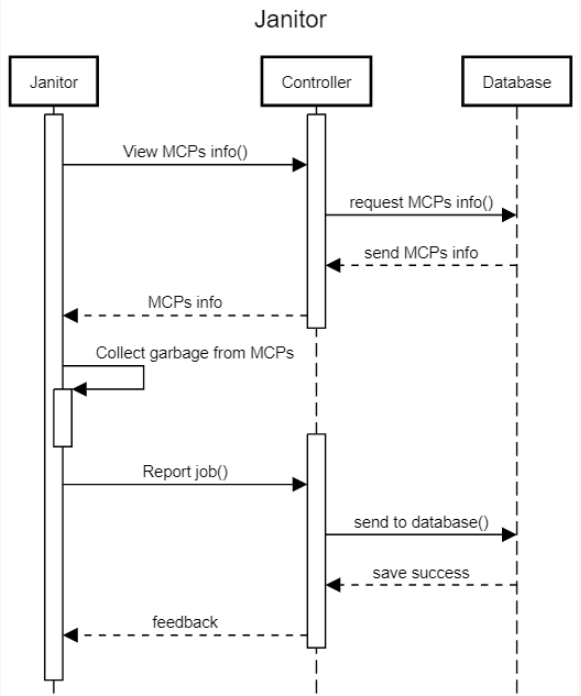 Janitor
Janitor
Controller
Database
View MCPs info()
request MCPs info()
send MCPs info
MCPs info
Collect garbage from MCPs
Report job()
send to database()
save success
feedback